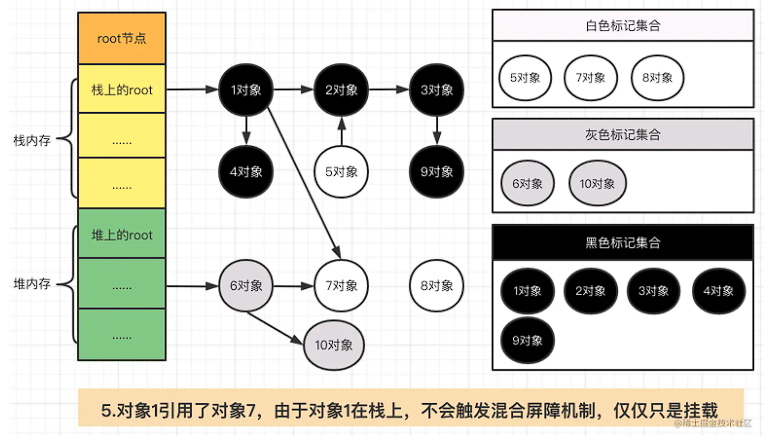 root节点
栈上的root
......
......
栈内存
堆上的root
......
......
堆内存
1对象
2对象
3对象
4对象
5对象
9对象
6对象
7对象
8对象
10对象
白色标记集合
5对象
7对象
8对象
灰色标记集合
6对象
10对象
黑色标记集合
1对象
2对象
3对象
4对象
9对象
5.对象1引用了对象7，由于对象1在栈上，不会触发混合屏障机制，仅仅只是挂载
@稀土掘金技术社区